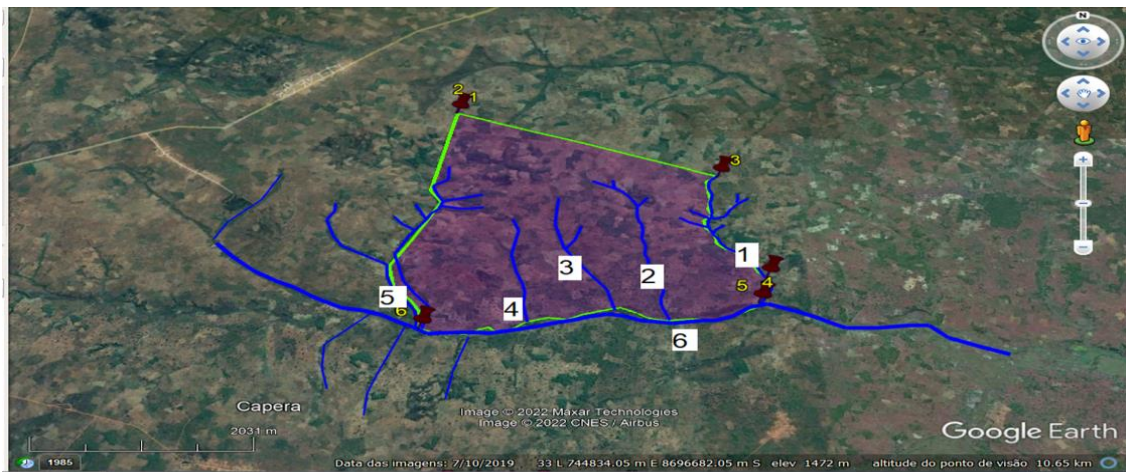 N
2 1
3
1
3
2
5 4
5
6
4
6
Capera
Image © 2022 Maxar Technologies
Image © 2022 CNES / Airbus
2031 m
Google Earth
1985
Data das imagens: 7/10/2019 33 L 744834.05 m E 8696682.05 m S elev 1472 m altitude do ponto de visão 10.65 km